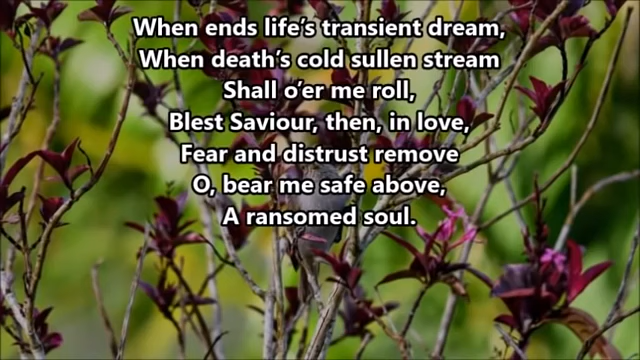 When ends life’s transient dream,
When death’s cold sullen stream
Shall o’er me roll,
Blest Saviour, then, in love,
Fear and distrust remove
O, bear me safe above,
A ransomed soul.